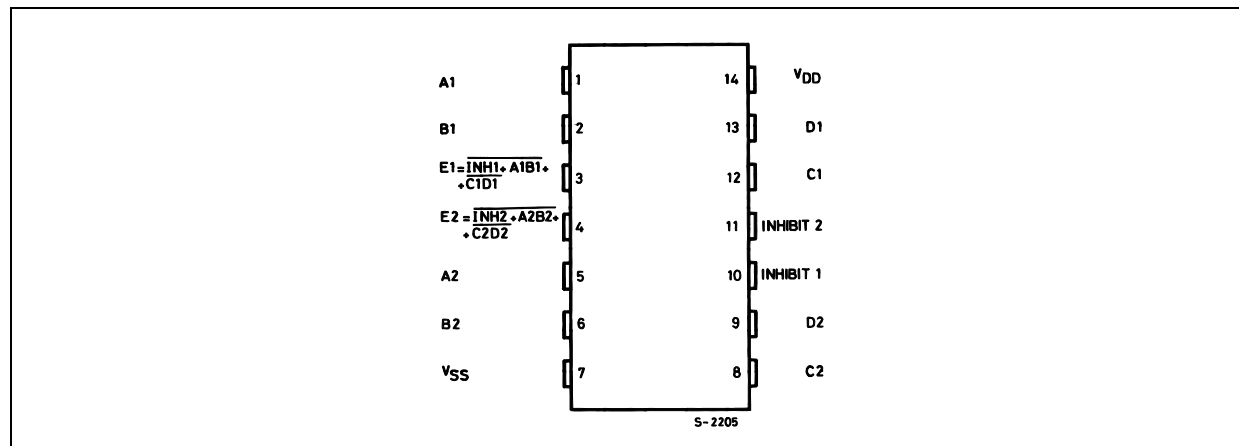 A1 1 14 VDD
B1 2 13 D1
E1=INH1+A1B1+ 3 12 C1
+C1D1
E2=INH2+A2B2+ 4 11 INHIBIT 2
+C2D2
A2 5 10 INHIBIT 1
B2 6 9 D2
VSS 7 8 C2
S-2205